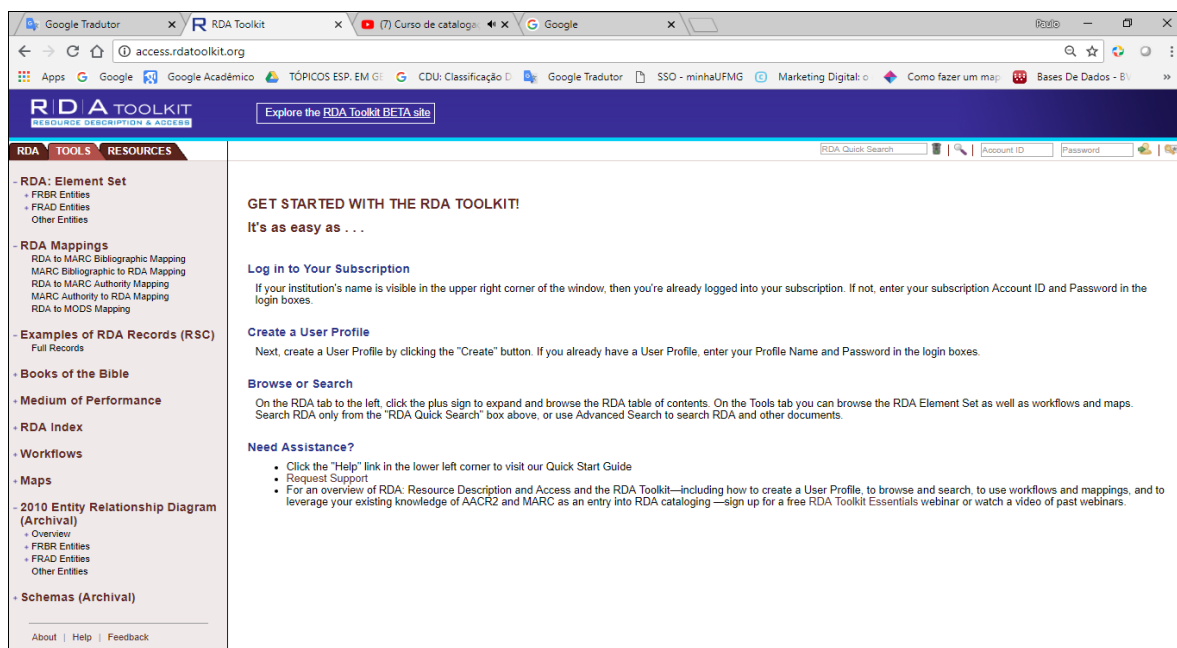 Google Tradutor
RDA Toolkit
(7) Curso de cataloga
Google
Paulo
access.rdatoolkit.org
Apps
Google
Google Acadêmico
TÓPICOS ESP. EM GE
CDU: Classificação D
Google Tradutor
SSO - minhaUFMG
Marketing Digital: o
Como fazer um map
Bases De Dados - BV
»
RDA TOOLKIT
RESOURCE DESCRIPTION & ACCESS
Explore the RDA Toolkit BETA site
RDA TOOLS RESOURCES
RDA Quick Search
Account ID
Password
- RDA: Element Set
+ FRBR Entities
+ FRAD Entities
Other Entities
- RDA Mappings
RDA to MARC Bibliographic Mapping
MARC Bibliographic to RDA Mapping
RDA to MARC Authority Mapping
MARC Authority to RDA Mapping
RDA to MODS Mapping
- Examples of RDA Records (RSC)
Full Records
+ Books of the Bible
+ Medium of Performance
+ RDA Index
+ Workflows
+ Maps
- 2010 Entity Relationship Diagram
(Archival)
+ Overview
+ FRBR Entities
+ FRAD Entities
Other Entities
+ Schemas (Archival)
About | Help | Feedback
GET STARTED WITH THE RDA TOOLKIT!
It's as easy as . . .
Log in to Your Subscription
If your institution's name is visible in the upper right corner of the window, then you're already logged into your subscription. If not, enter your subscription Account ID and Password in the
login boxes.
Create a User Profile
Next, create a User Profile by clicking the "Create" button. If you already have a User Profile, enter your Profile Name and Password in the login boxes.
Browse or Search
On the RDA tab to the left, click the plus sign to expand and browse the RDA table of contents. On the Tools tab you can browse the RDA Element Set as well as workflows and maps.
Search RDA only from the "RDA Quick Search" box above, or use Advanced Search to search RDA and other documents.
Need Assistance?
• Click the "Help" link in the lower left corner to visit our Quick Start Guide
• Request Support
• For an overview of RDA: Resource Description and Access and the RDA Toolkit—including how to create a User Profile, to browse and search, to use workflows and mappings, and to
leverage your existing knowledge of AACR2 and MARC as an entry into RDA cataloging —sign up for a free RDA Toolkit Essentials webinar or watch a video of past webinars.